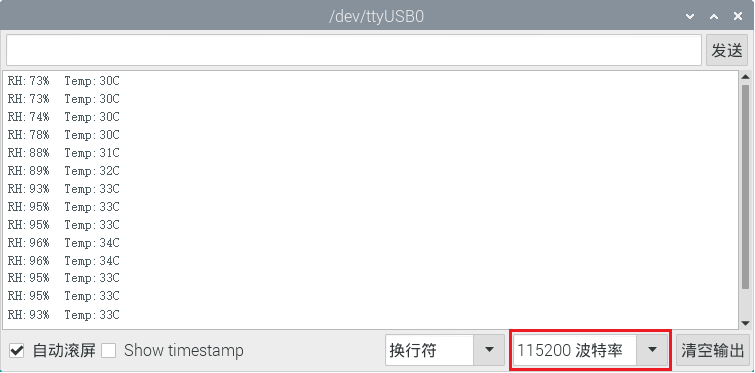 /dev/ttyUSB0
发送
RH:73%  Temp:30C
RH:73%  Temp:30C
RH:74%  Temp:30C
RH:78%  Temp:30C
RH:88%  Temp:31C
RH:89%  Temp:32C
RH:93%  Temp:33C
RH:95%  Temp:33C
RH:95%  Temp:33C
RH:96%  Temp:34C
RH:96%  Temp:34C
RH:95%  Temp:33C
RH:95%  Temp:33C
RH:93%  Temp:33C
自动滚屏 Show timestamp 换行符 115200 波特率 清空输出